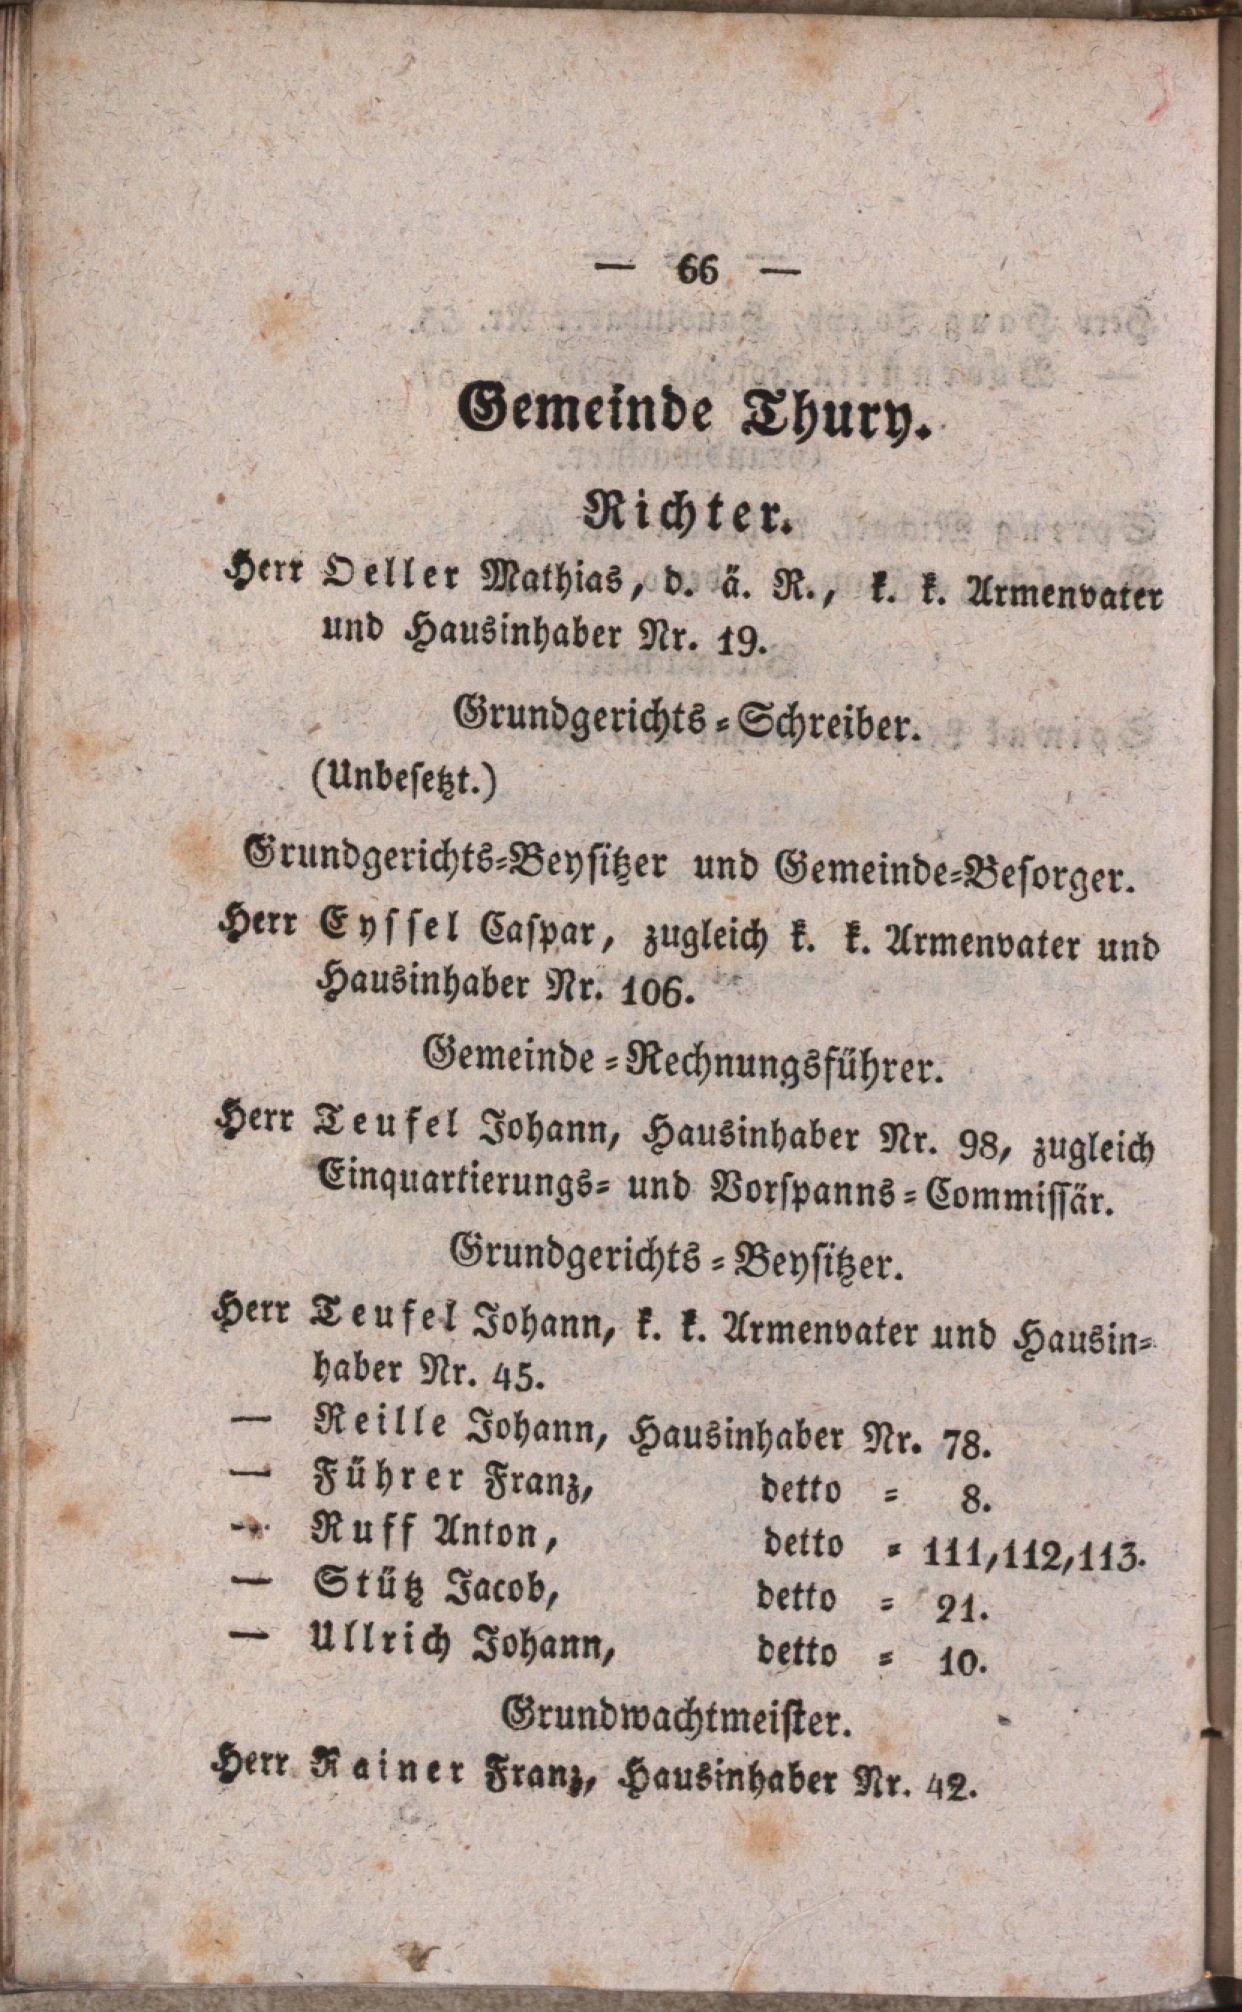 — 66 —
Gemeinde Thury.
Richter.
Herr Oeller Mathias, d. ä. R., k. k. Armenvater
und Hausinhaber Nr. 19.
Grundgerichts-Schreiber.
(Unbesetzt.)
Grundgerichts-Beysitzer und Gemeinde-Besorger.
Herr Eyssel Caspar, zugleich k. k. Armenvater und
Hausinhaber Nr. 106.
Gemeinde-Rechnungsführer.
Herr Teufel Johann, Hausinhaber Nr. 98, zugleich
Einquartierungs- und Vorspanns-Commissär.
Grundgerichts-Beysitzer.
Herr Teufel Johann, k. k. Armenvater und Hausin-
haber Nr. 45.
— Reille Johann, Hausinhaber Nr. 78.
— Führer Franz, detto = 8.
— Ruff Anton, detto = 111,112,113.
— Stütz Jacob, detto = 21.
— Ullrich Johann, detto = 10.
Grundwachtmeister.
Herr Rainer Franz, Hausinhaber Nr. 42.